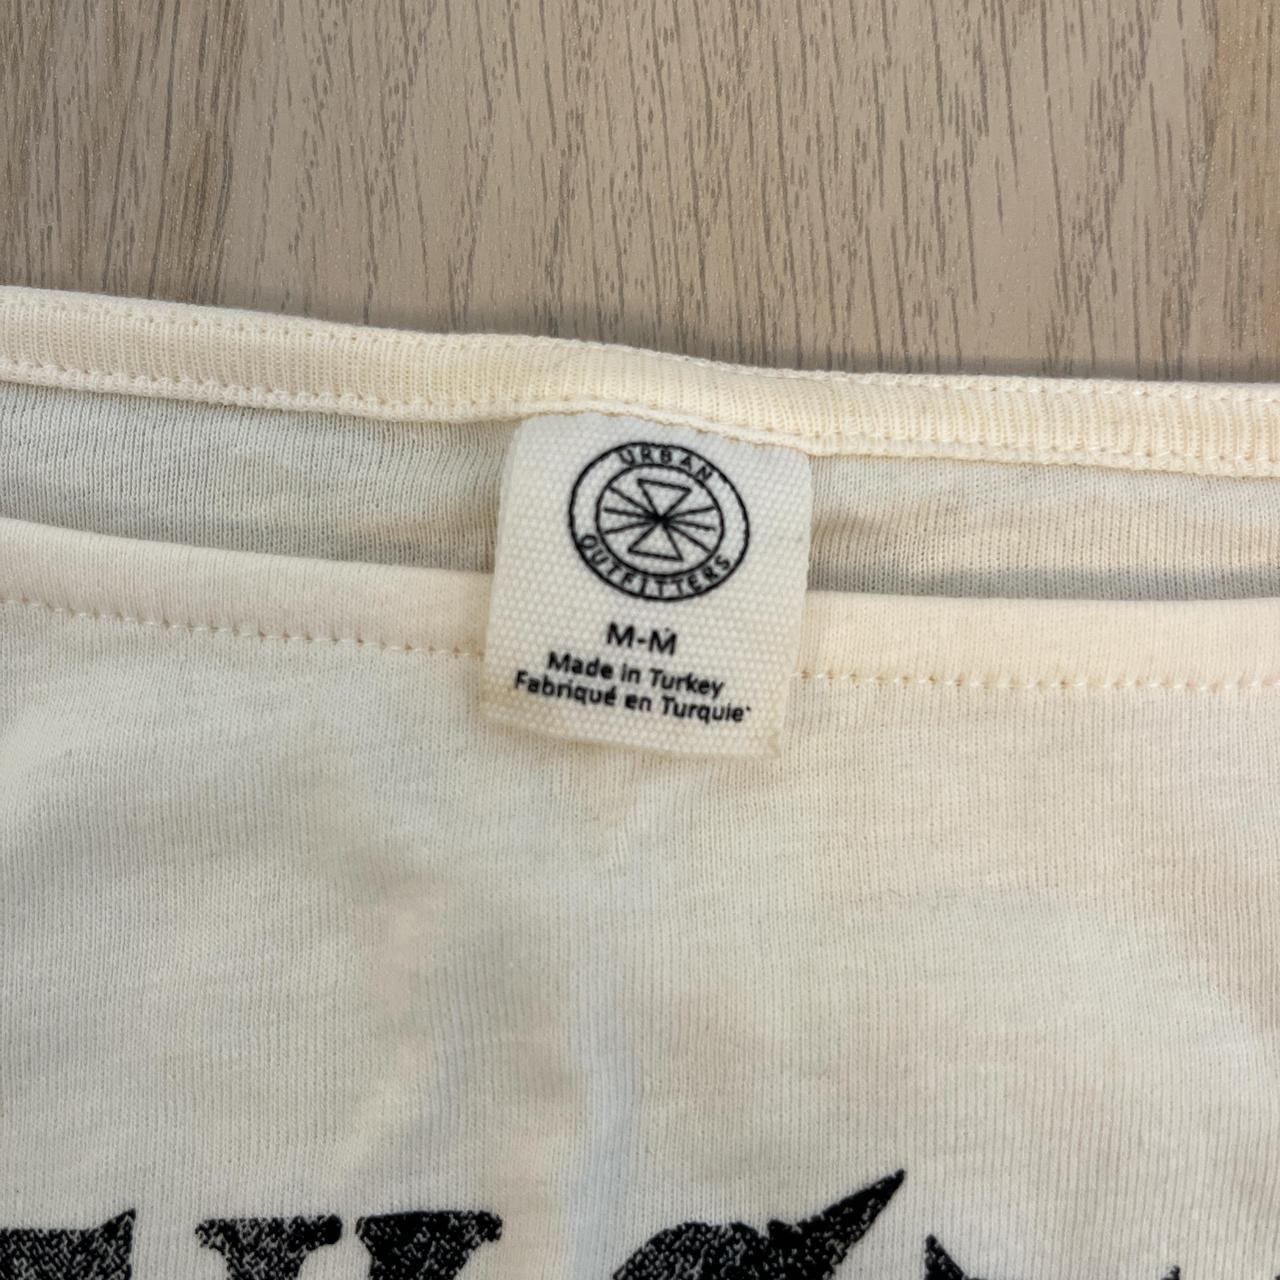 URBAN
OUTFITTERS
M-M
Made in Turkey
Fabriqué en Turquie